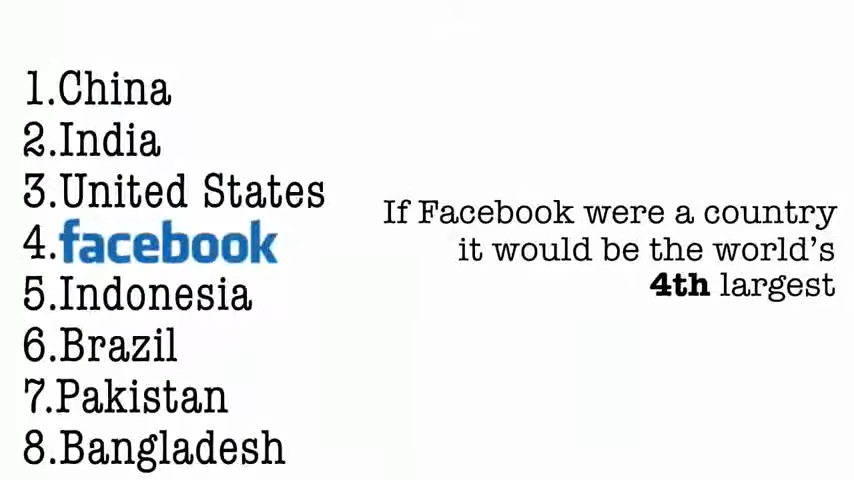 1.China
2.India
3.United States
4.facebook
5.Indonesia
6.Brazil
7.Pakistan
8.Bangladesh
If Facebook were a country
it would be the world's
4th largest